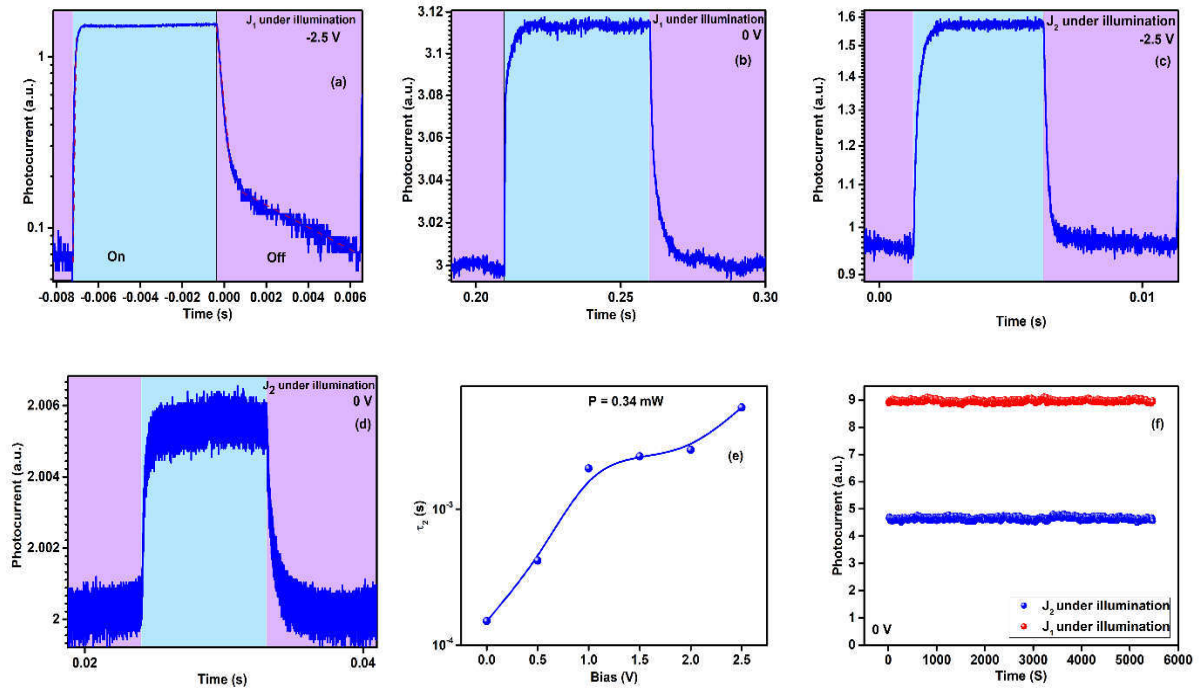 J1 under illumination
-2.5 V
(a)
1
0.1
Photocurrent (a.u.)
On
Off
-0.008 -0.006 -0.004 -0.002 0.000 0.002 0.004 0.006
Time (s)
J1 under illumination
0 V
(b)
3.12
3.10
3.08
3.06
3.04
3.02
3
Photocurrent (a.u.)
0.20 0.25 0.30
Time (s)
J2 under illumination
-2.5 V
(c)
1.6
1.5
1.4
1.3
1.2
1.1
1
0.9
Photocurrent (a.u.)
0.00 0.01
Time (s)
J2 under illumination
0 V
(d)
2.006
2.004
2.002
2
Photocurrent (a.u.)
0.02 0.04
Time (s)
P = 0.34 mW
(e)
10-3
10-4
τ2 (s)
0.0 0.5 1.0 1.5 2.0 2.5
Bias (V)
(f)
9
8
7
6
5
4
3
2
1
0
Photocurrent (a.u.)
J2 under illumination
J1 under illumination
0 V
0 1000 2000 3000 4000 5000 6000
Time (S)